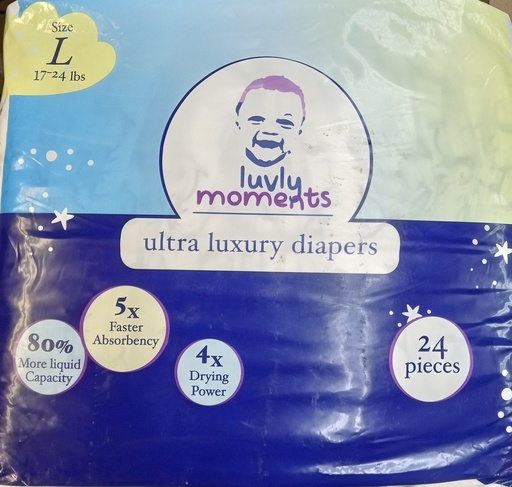 Size
L
17-24 lbs
luvly
moments
ultra luxury diapers
5x
Faster
Absorbency
80%
More liquid
Capacity
4x
Drying
Power
24
pieces